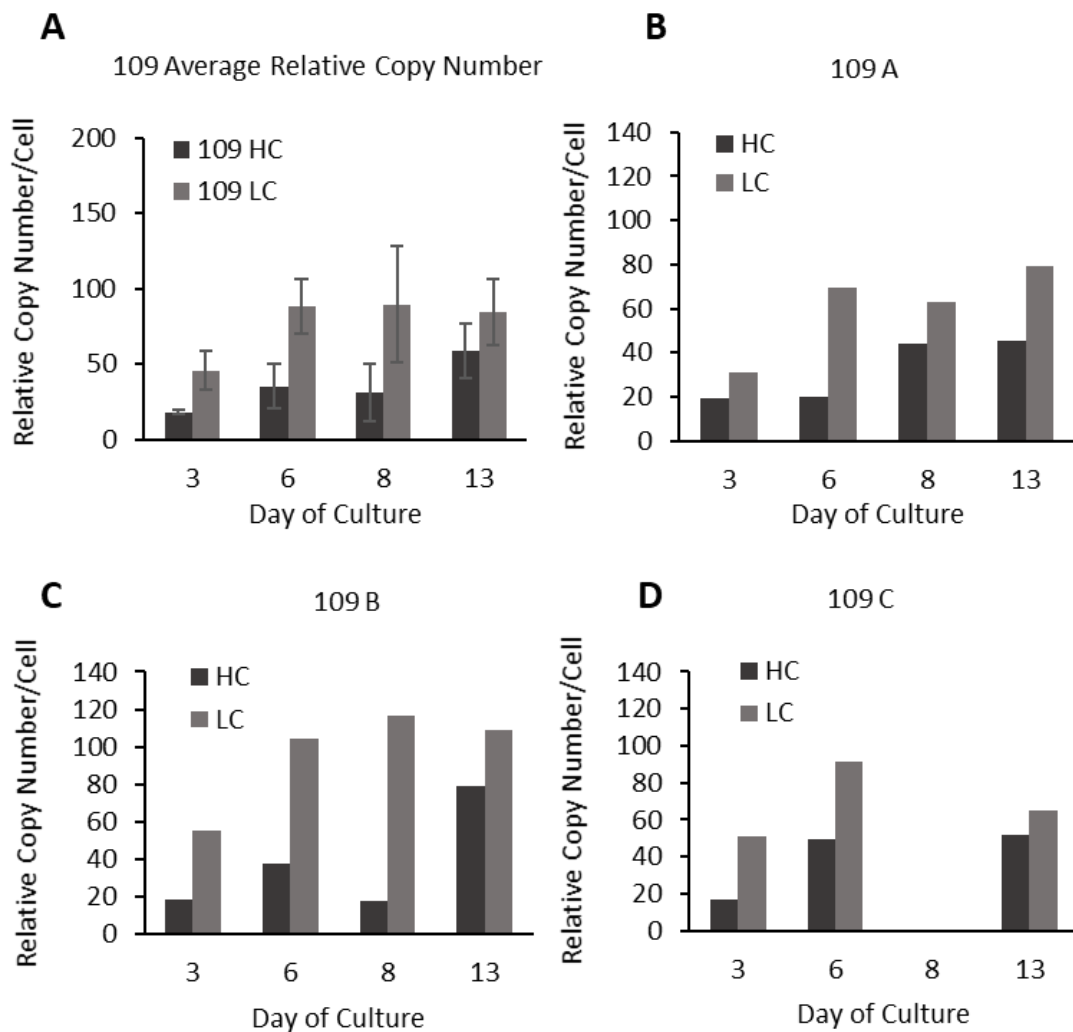 A
109 Average Relative Copy Number
Relative Copy Number/Cell
200
150
100
50
0
109 HC
109 LC
3 6 8 13
Day of Culture
B
109 A
Relative Copy Number/Cell
140
120
100
80
60
40
20
0
HC
LC
3 6 8 13
Day of Culture
C
109 B
Relative Copy Number/Cell
140
120
100
80
60
40
20
0
HC
LC
3 6 8 13
Day of Culture
D
109 C
Relative Copy Number/Cell
140
120
100
80
60
40
20
0
HC
LC
3 6 8 13
Day of Culture